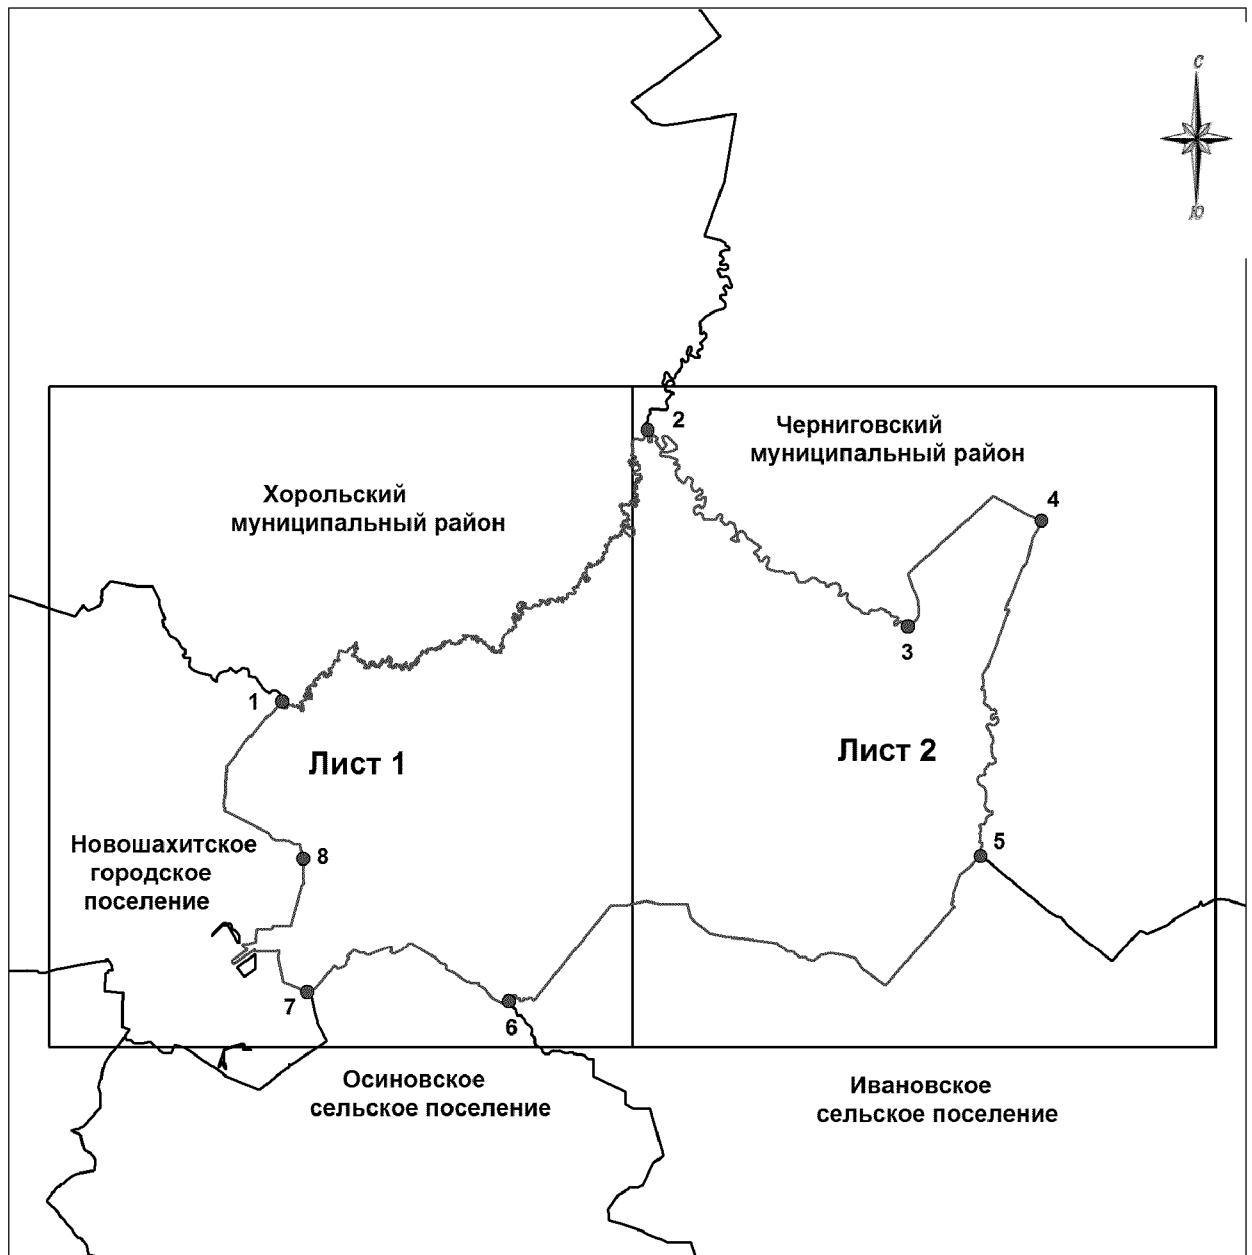 С
Ю
2
Черниговский
муниципальный район
Хорольский
муниципальный район
4
3
1
Лист 1
Лист 2
Новошахитское
городское
поселение
8
5
7
6
Осиновское
сельское поселение
Ивановское
сельское поселение